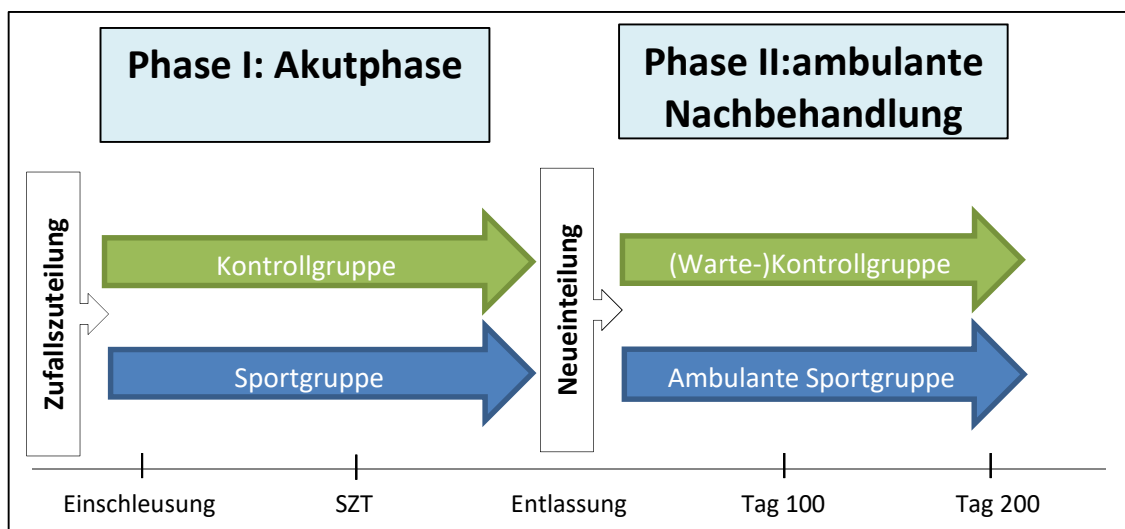 Phase I: Akutphase
Phase II:ambulante
Nachbehandlung
Zufallszuteilung
Kontrollgruppe
Sportgruppe
Neueinteilung
(Warte-)Kontrollgruppe
Ambulante Sportgruppe
Einschleusung
SZT
Entlassung
Tag 100
Tag 200